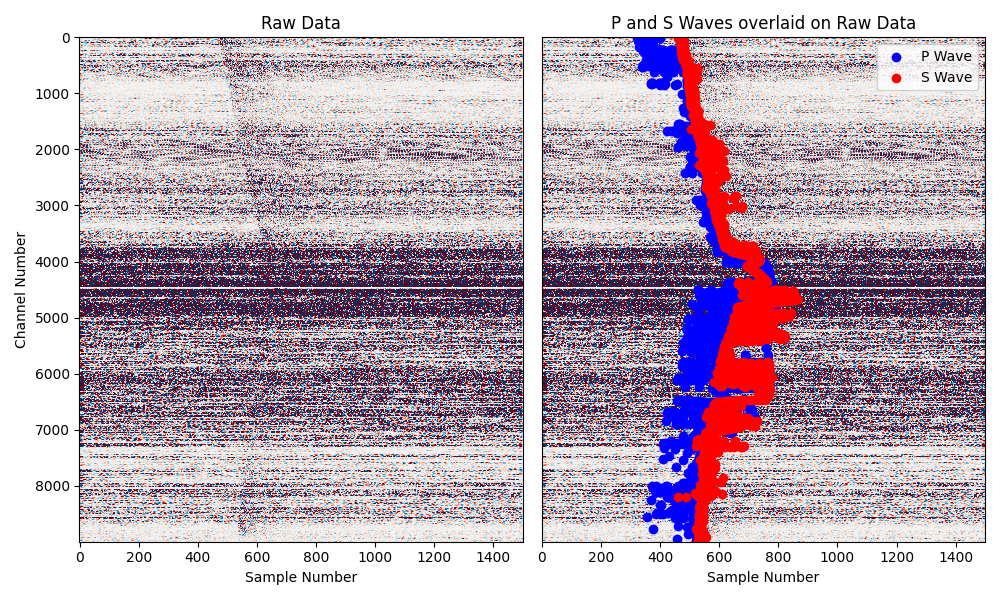 Raw Data
P and S Waves overlaid on Raw Data
P Wave
S Wave
Channel Number
0
1000
2000
3000
4000
5000
6000
7000
8000
0 200 400 600 800 1000 1200 1400
0 200 400 600 800 1000 1200 1400
Sample Number
Sample Number